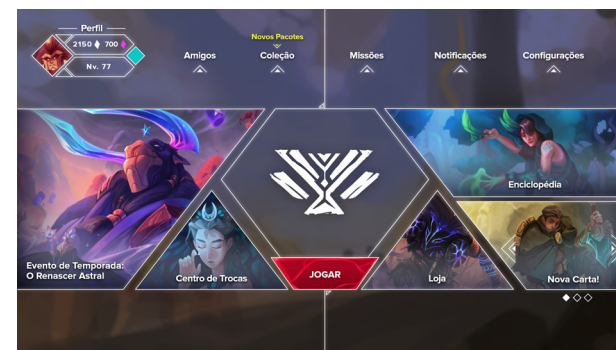 Perfil
2150 700
Nv. 77
Amigos
Novos Pacotes
Coleção
Missões
Notificações
Configurações
Evento de Temporada:
O Renascer Astral
Centro de Trocas
JOGAR
Loja
Enciclopédia
Nova Carta!